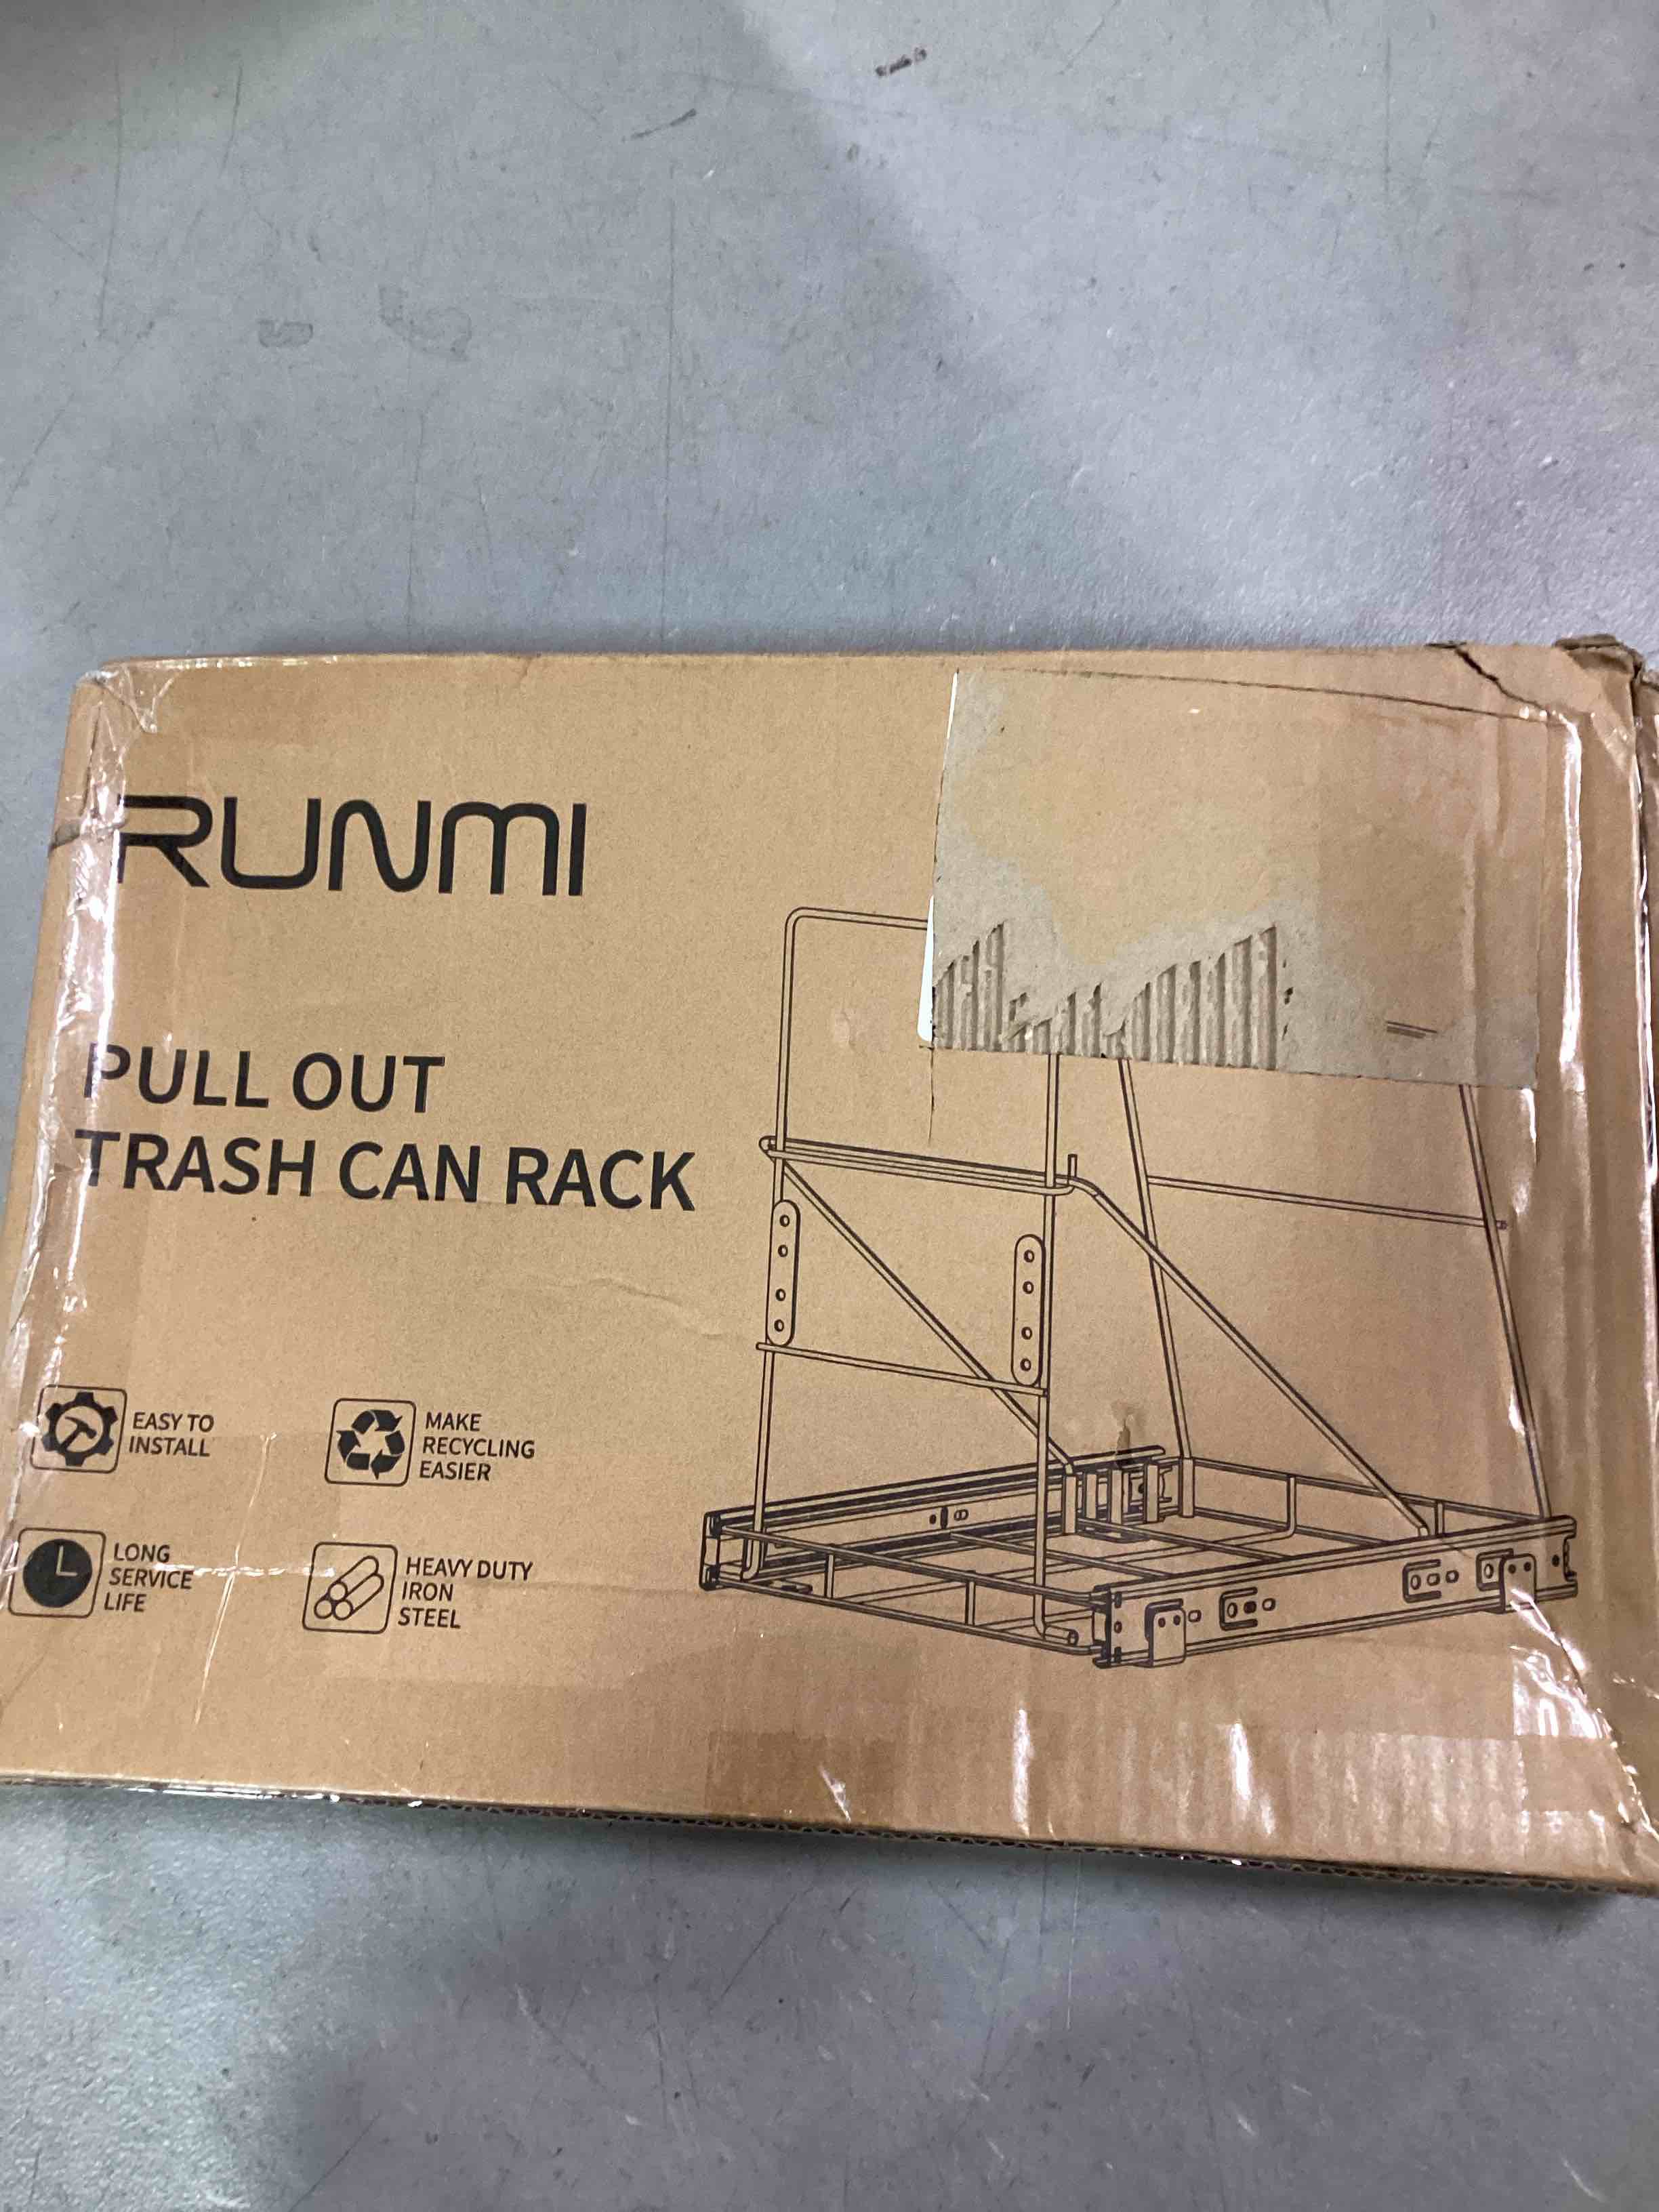 RUNMI
PULL OUT
TRASH CAN RACK
EASY TO
INSTALL
MAKE
RECYCLING
EASIER
LONG
SERVICE
LIFE
HEAVY DUTY
IRON
STEEL